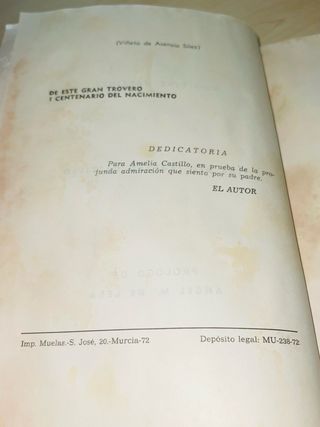 (Viñeta de Asensio Sáez)
DE ESTE GRAN TROVERO
I CENTENARIO DEL NACIMIENTO
DEDICATORIA
Para Amelia Castillo, en prueba de la pro-
funda admiración que siento por su padre.
EL AUTOR
PROLOGO DE
Imp. Muelas.-S. José, 20.-Murcia-72
Depósito legal: MU-238-72